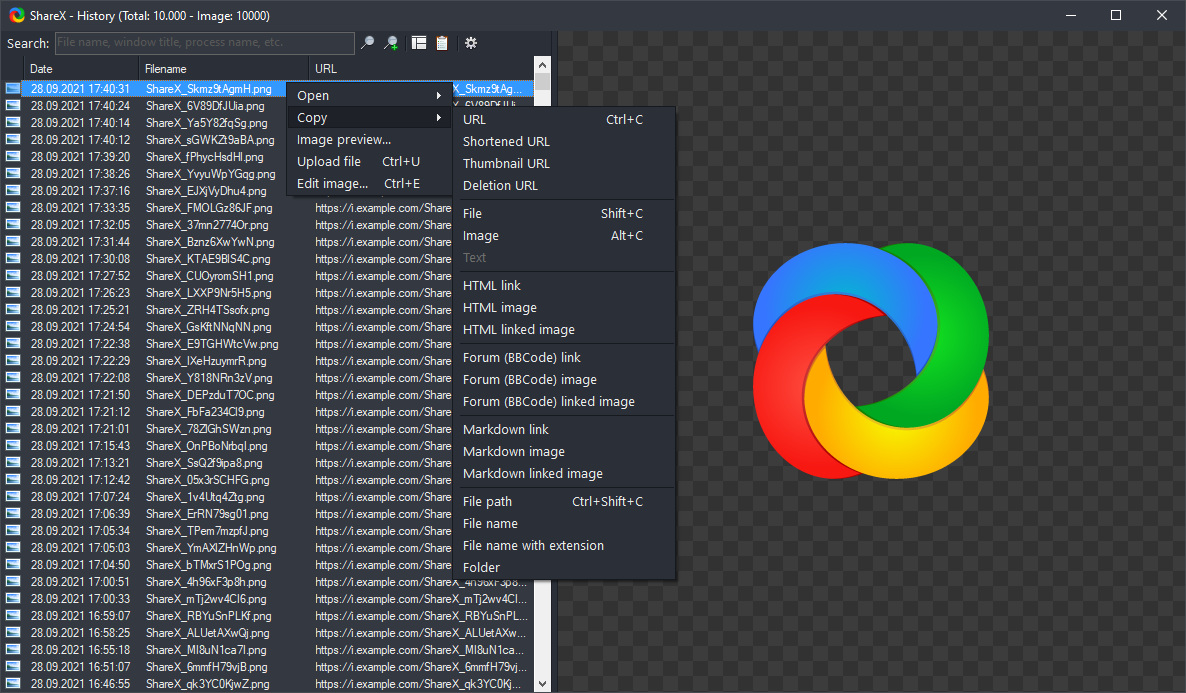 ShareX - History (Total: 10.000 - Image: 10000)
Search: File name, window title, process name, etc.
Date Filename URL
28.09.2021 17:40:31 ShareX_Skmz9tAgmH.png X_Skmz9tAg...
28.09.2021 17:40:24 ShareX_6V89DfJUia.png
28.09.2021 17:40:14 ShareX_Ya5Y82fqSg.png
28.09.2021 17:40:12 ShareX_sGWKZt9aBA.png
28.09.2021 17:39:20 ShareX_fPhycHsdHI.png
28.09.2021 17:38:26 ShareX_YvyuWpYGqg.png
28.09.2021 17:37:16 ShareX_EJXjVyDhu4.png
28.09.2021 17:33:35 ShareX_FMOLGz86JF.png https://i.example.com/Share
28.09.2021 17:32:05 ShareX_37mn2774Or.png https://i.example.com/Share
28.09.2021 17:31:44 ShareX_Bznz6XwYwN.png https://i.example.com/Share
28.09.2021 17:30:08 ShareX_KTAE9BIS4C.png https://i.example.com/Share
28.09.2021 17:27:52 ShareX_CUOyromSH1.png https://i.example.com/Share
28.09.2021 17:26:23 ShareX_LXXP9Nr5H5.png https://i.example.com/Share
28.09.2021 17:25:21 ShareX_ZRH4TSsofx.png https://i.example.com/Share
28.09.2021 17:24:54 ShareX_GsKftNNqNN.png https://i.example.com/Share
28.09.2021 17:22:38 ShareX_E9TGHWtcVw.png https://i.example.com/Share
28.09.2021 17:22:29 ShareX_IXeHzuymrR.png https://i.example.com/Share
28.09.2021 17:22:08 ShareX_Y818NRn3zV.png https://i.example.com/Share
28.09.2021 17:21:50 ShareX_DEPzduT7OC.png https://i.example.com/Share
28.09.2021 17:21:12 ShareX_FbFa234CI9.png https://i.example.com/Share
28.09.2021 17:21:01 ShareX_78ZlGhSWzn.png https://i.example.com/Share
28.09.2021 17:15:43 ShareX_OnPBoNrbqI.png https://i.example.com/Share
28.09.2021 17:13:21 ShareX_SsQ2f9ipa8.png https://i.example.com/Share
28.09.2021 17:12:42 ShareX_05x3rSCHFG.png https://i.example.com/Share
28.09.2021 17:07:24 ShareX_1v4Utq4Ztg.png https://i.example.com/Share
28.09.2021 17:06:39 ShareX_ErRN79sg01.png https://i.example.com/Share
28.09.2021 17:05:34 ShareX_TPem7mzpfJ.png https://i.example.com/Share
28.09.2021 17:05:03 ShareX_YmAXlZHnWp.png https://i.example.com/Share
28.09.2021 17:04:50 ShareX_bTMxrS1POg.png https://i.example.com/Share
28.09.2021 17:00:51 ShareX_4h96xF3p8h.png https://i.example.com/ShareX_4h96xF3p8...
28.09.2021 17:00:33 ShareX_mTj2wv4CI6.png https://i.example.com/ShareX_mTj2wv4CI...
28.09.2021 16:59:07 ShareX_RBYuSnPLKf.png https://i.example.com/ShareX_RBYuSnPL...
28.09.2021 16:58:25 ShareX_ALUetAXwQj.png https://i.example.com/ShareX_ALUetAXw...
28.09.2021 16:55:18 ShareX_MI8uN1ca7I.png https://i.example.com/ShareX_MI8uN1ca...
28.09.2021 16:51:07 ShareX_6mmfH79vjB.png https://i.example.com/ShareX_6mmfH79vj...
28.09.2021 16:46:55 ShareX_qk3YC0KjwZ.png https://i.example.com/ShareX_qk3YC0Kj...
Open
Copy
Image preview...
Upload file Ctrl+U
Edit image... Ctrl+E
URL Ctrl+C
Shortened URL
Thumbnail URL
Deletion URL
File Shift+C
Image Alt+C
Text
HTML link
HTML image
HTML linked image
Forum (BBCode) link
Forum (BBCode) image
Forum (BBCode) linked image
Markdown link
Markdown image
Markdown linked image
File path Ctrl+Shift+C
File name
File name with extension
Folder